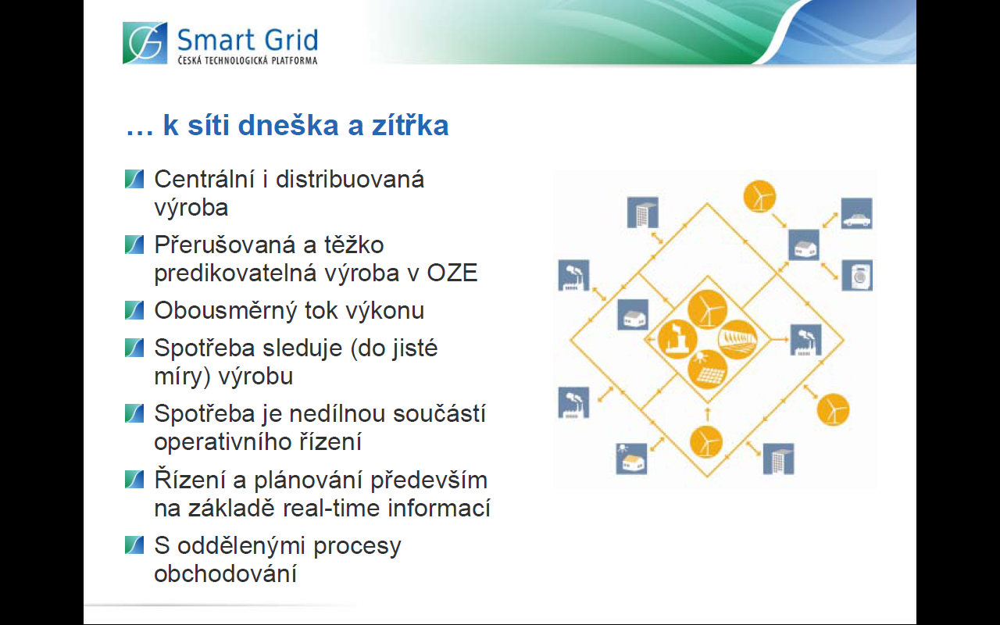 Smart Grid
ČESKÁ TECHNOLOGICKÁ PLATFORMA
… k síti dneška a zítřka
Centrální i distribuovaná
výroba
Přerušovaná a těžko
predikovatelná výroba v OZE
Obousměrný tok výkonu
Spotřeba sleduje (do jisté
míry) výrobu
Spotřeba je nedílnou součástí
operativního řízení
Řízení a plánování především
na základě real-time informací
S oddělenými procesy
obchodování